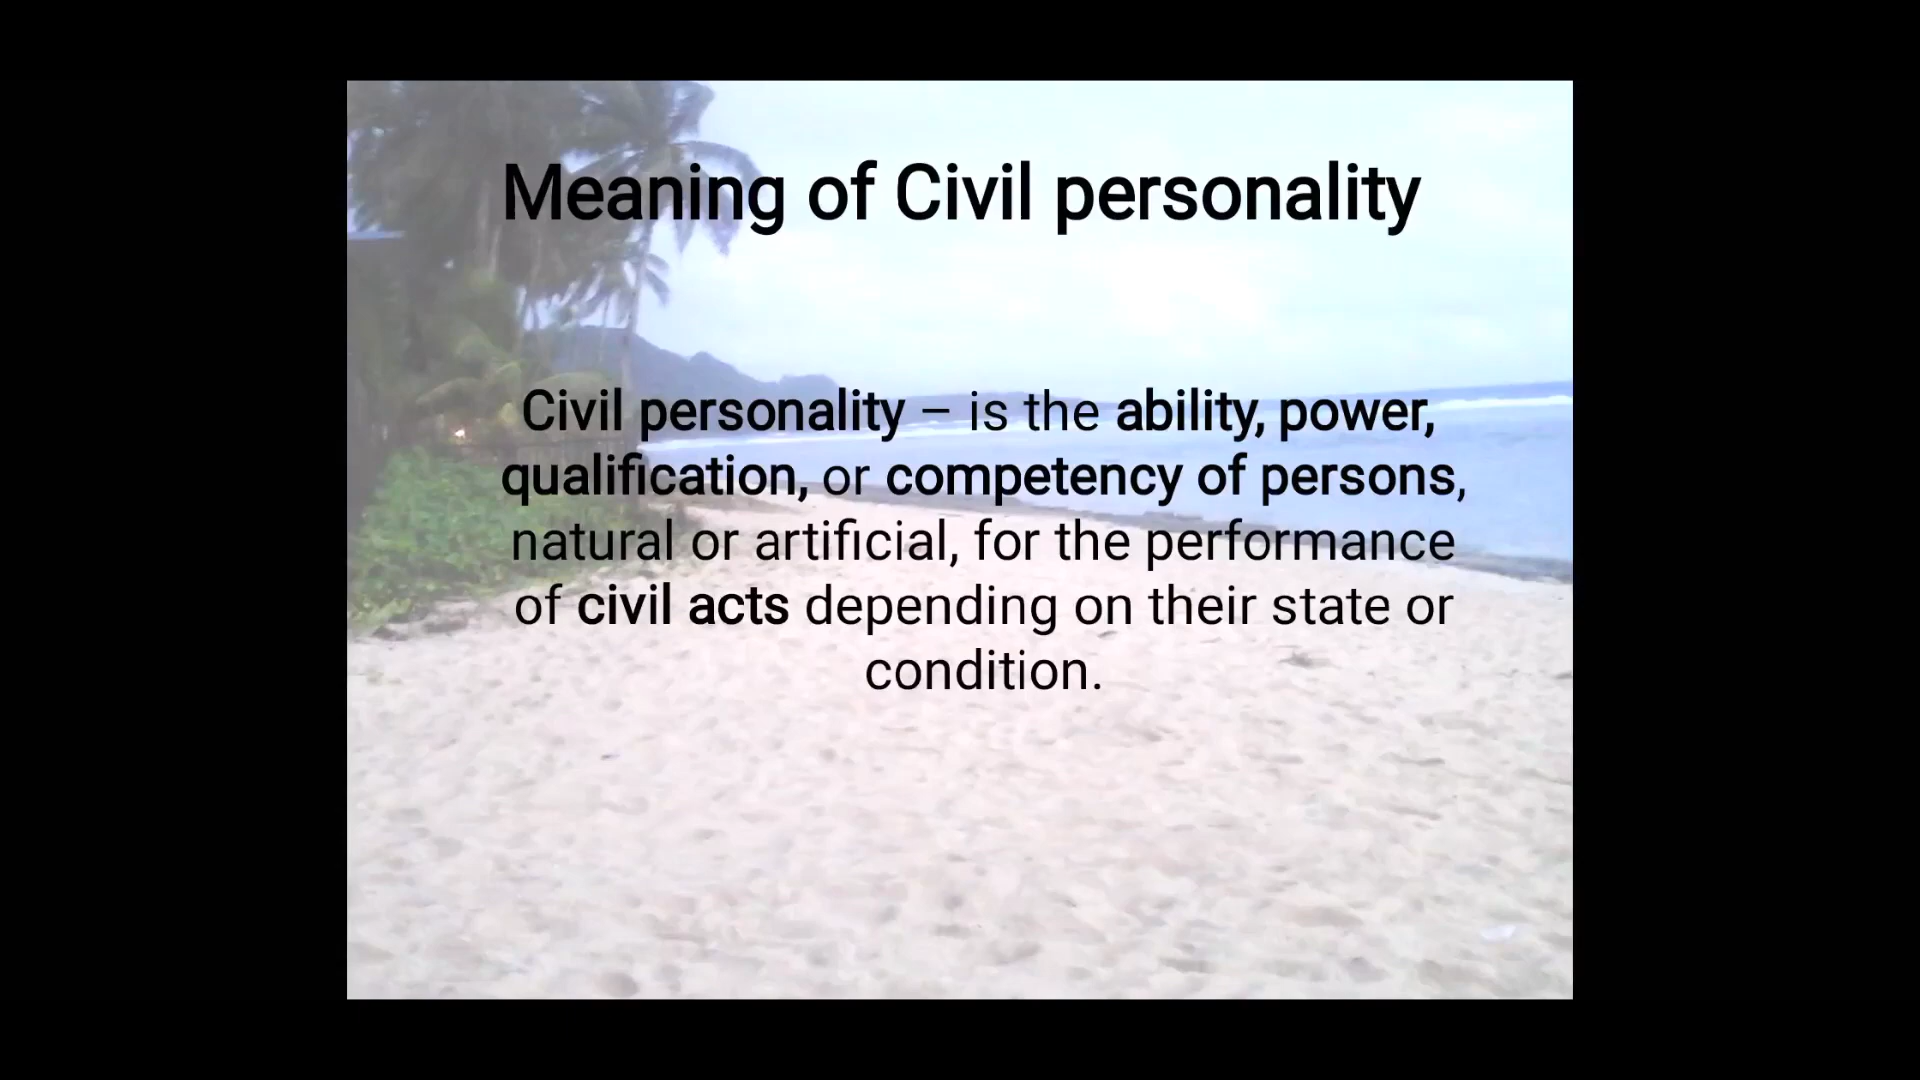 Meaning of Civil personality
Civil personality – is the ability, power,
qualification, or competency of persons,
natural or artificial, for the performance
of civil acts depending on their state or
condition.